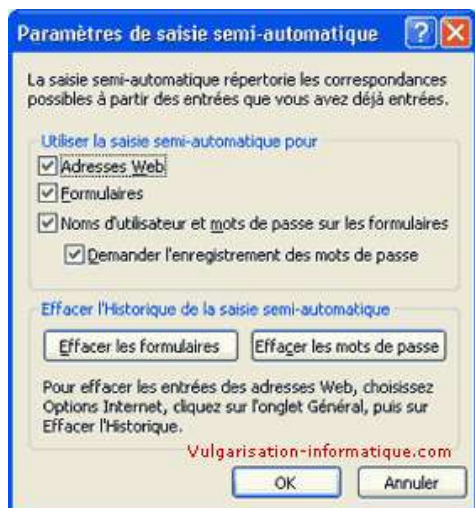 Paramètres de saisie semi-automatique
La saisie semi-automatique répertorie les correspondances
possibles à partir des entrées que vous avez déjà entrées.
Utiliser la saisie semi-automatique pour
Adresses Web
Formulaires
Noms d'utilisateur et mots de passe sur les formulaires
Demander l'enregistrement des mots de passe
Effacer l'Historique de la saisie semi-automatique
Effacer les formulaires Effacer les mots de passe
Pour effacer les entrées des adresses Web, choisissez
Options Internet, cliquez sur l'onglet Général, puis sur
Effacer l'Historique.
Vulgarisation-informatique.com
OK Annuler